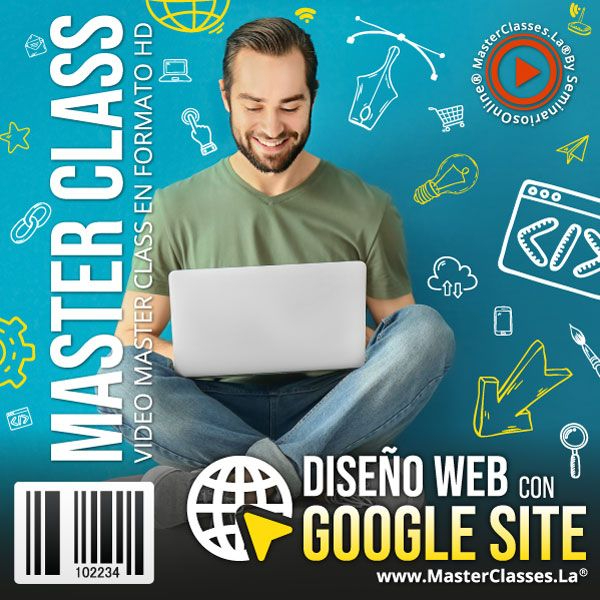 MASTER CLASS
VIDEO MASTER CLASS EN FORMATO HD
MasterClasses.La® By SeminariosOnline®
</>
</>
DISEÑO WEB CON
GOOGLE SITE
www.MasterClasses.La®
102234